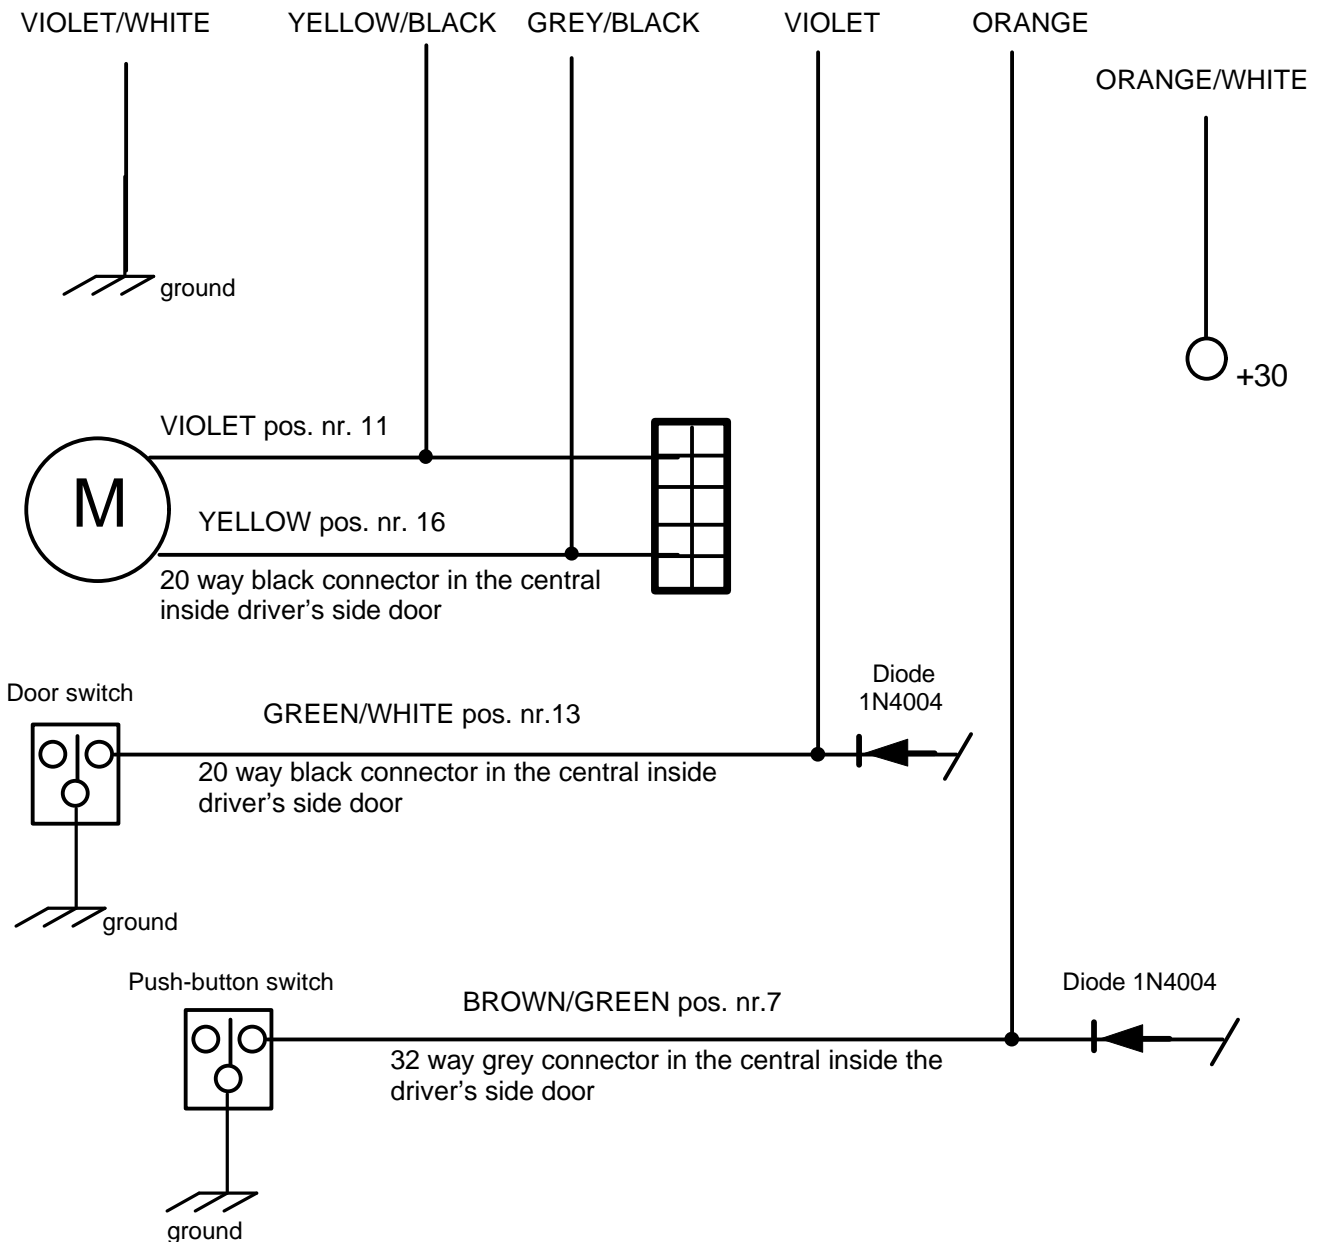 VIOLET/WHITE
YELLOW/BLACK
GREY/BLACK
VIOLET
ORANGE
ORANGE/WHITE
ground
+30
VIOLET pos. nr. 11
M
YELLOW pos. nr. 16
20 way black connector in the central
inside driver's side door
Door switch
GREEN/WHITE pos. nr.13
Diode
1N4004
20 way black connector in the central inside
driver's side door
ground
Push-button switch
BROWN/GREEN pos. nr.7
Diode 1N4004
32 way grey connector in the central inside the
driver's side door
ground